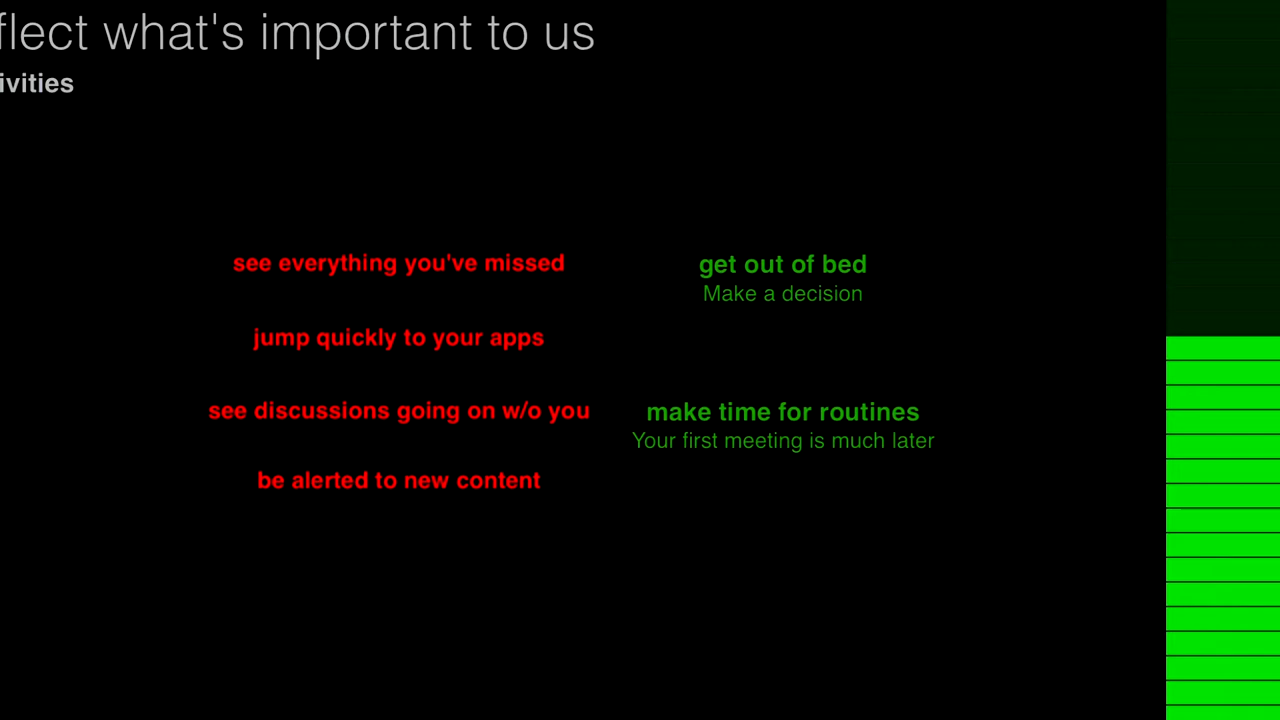 flect what's important to us
ivities
see everything you've missed
jump quickly to your apps
see discussions going on w/o you
be alerted to new content
get out of bed
Make a decision
make time for routines
Your first meeting is much later